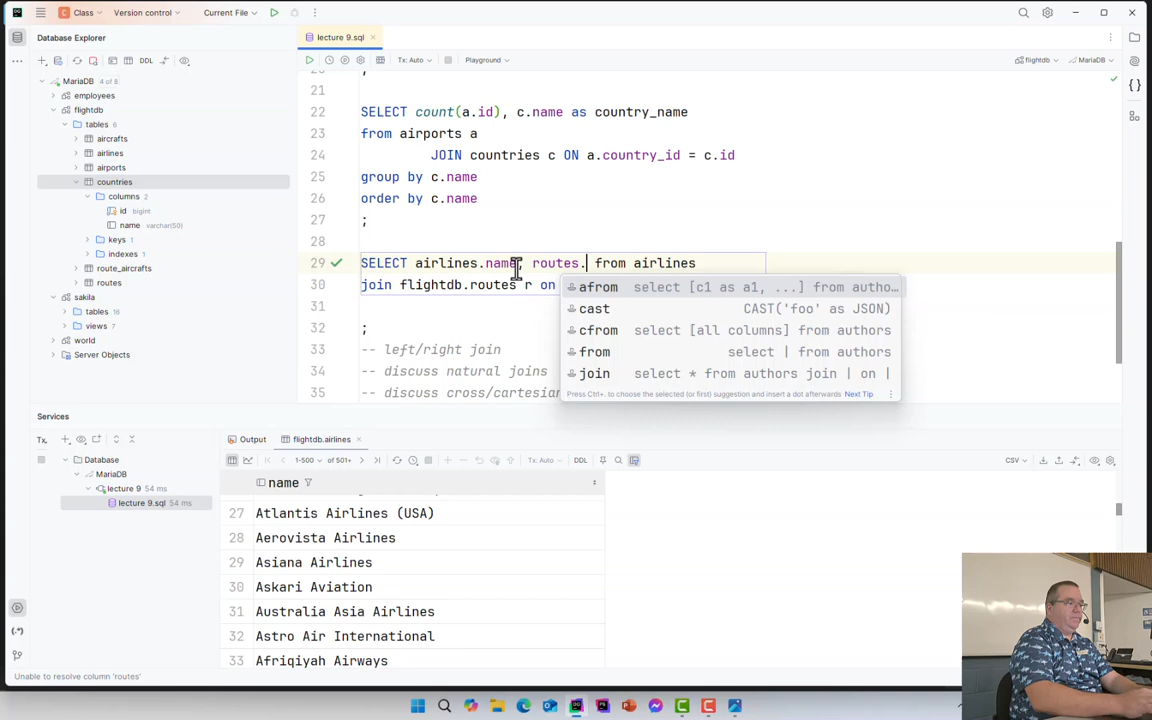 C Class
Version control
Current File
Database Explorer
lecture 9.sql
DDL
Tx: Auto
Playground
flightdb
MariaDB
MariaDB 4 of 8
employees
flightdb
tables 6
aircrafts
airlines
airports
countries
columns 2
id bigint
name varchar(50)
keys
indexes
route_aircrafts
routes
sakila
tables 16
views 7
world
Server Objects
20 ;
21
22 SELECT count(a.id), c.name as country_name
23 from airports a
24 JOIN countries c ON a.country_id = c.id
25 group by c.name
26 order by c.name
27 ;
28
29 SELECT airlines.name, routes. from airlines
30 join flightdb.routes r on
31
32 ;
33 -- left/right join
34 -- discuss natural joins
35 -- discuss cross/cartesian
afrom select [c1 as a1, ...] from autho…
cast CAST('foo' as JSON)
cfrom select [all columns] from authors
from select | from authors
join select * from authors join | on |
Press Ctrl+. to choose the selected (or first) suggestion and insert a dot afterwards Next Tip
Services
Tx
Database
MariaDB
lecture 9 54 ms
lecture 9.sql 54 ms
Output
flightdb.airlines
1-500 of 501+
Tx: Auto
DDL
CSV
name
27 Atlantis Airlines (USA)
28 Aerovista Airlines
29 Asiana Airlines
30 Askari Aviation
31 Australia Asia Airlines
32 Astro Air International
33 Afriqiyah Airways
Unable to resolve column 'routes'